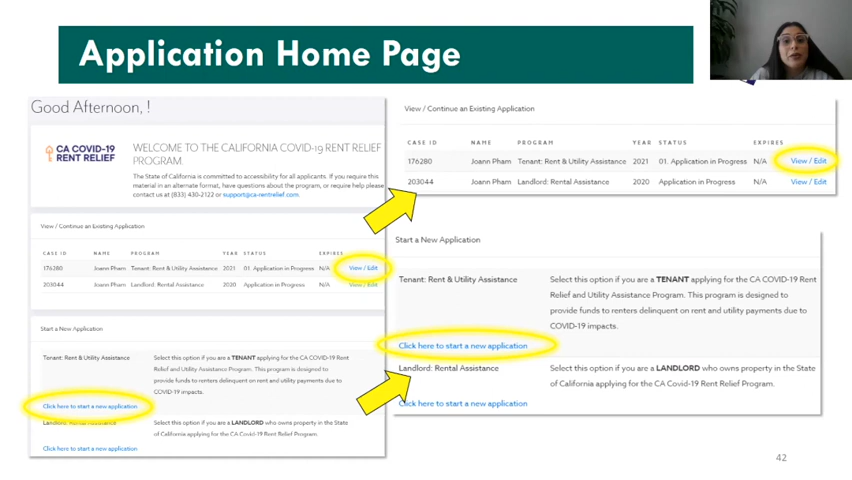 Application Home Page
Good Afternoon, !
CA COVID-19
RENT RELIEF
WELCOME TO THE CALIFORNIA COVID-19 RENT RELIEF
PROGRAM.
The State of California is committed to accessibility for all applicants. If you require this
material in an alternate format, have questions about the program, or require help please
contact us at (833) 430-2122 or support@ca-rentrelief.com.
View / Continue an Existing Application
CASE ID NAME PROGRAM YEAR STATUS EXPIRES
176280 Joann Pham Tenant: Rent & Utility Assistance 2021 01. Application in Progress N/A View / Edit
203044 Joann Pham Landlord: Rental Assistance 2020 Application in Progress N/A View / Edit
Start a New Application
Tenant: Rent & Utility Assistance
Select this option if you are a TENANT applying for the CA COVID-19 Rent
Relief and Utility Assistance Program. This program is designed to
provide funds to renters delinquent on rent and utility payments due to
COVID-19 impacts.
Click here to start a new application
Landlord: Rental Assistance
Select this option if you are a LANDLORD who owns property in the State
of California applying for the CA Covid-19 Rent Relief Program.
Click here to start a new application
View / Continue an Existing Application
CASE ID NAME PROGRAM YEAR STATUS EXPIRES
176280 Joann Pham Tenant: Rent & Utility Assistance 2021 01. Application in Progress N/A View / Edit
203044 Joann Pham Landlord: Rental Assistance 2020 Application in Progress N/A View / Edit
Start a New Application
Tenant: Rent & Utility Assistance
Select this option if you are a TENANT applying for the CA COVID-19 Rent
Relief and Utility Assistance Program. This program is designed to
provide funds to renters delinquent on rent and utility payments due to
COVID-19 impacts.
Click here to start a new application
Landlord: Rental Assistance
Select this option if you are a LANDLORD who owns property in the State
of California applying for the CA Covid-19 Rent Relief Program.
Click here to start a new application
42